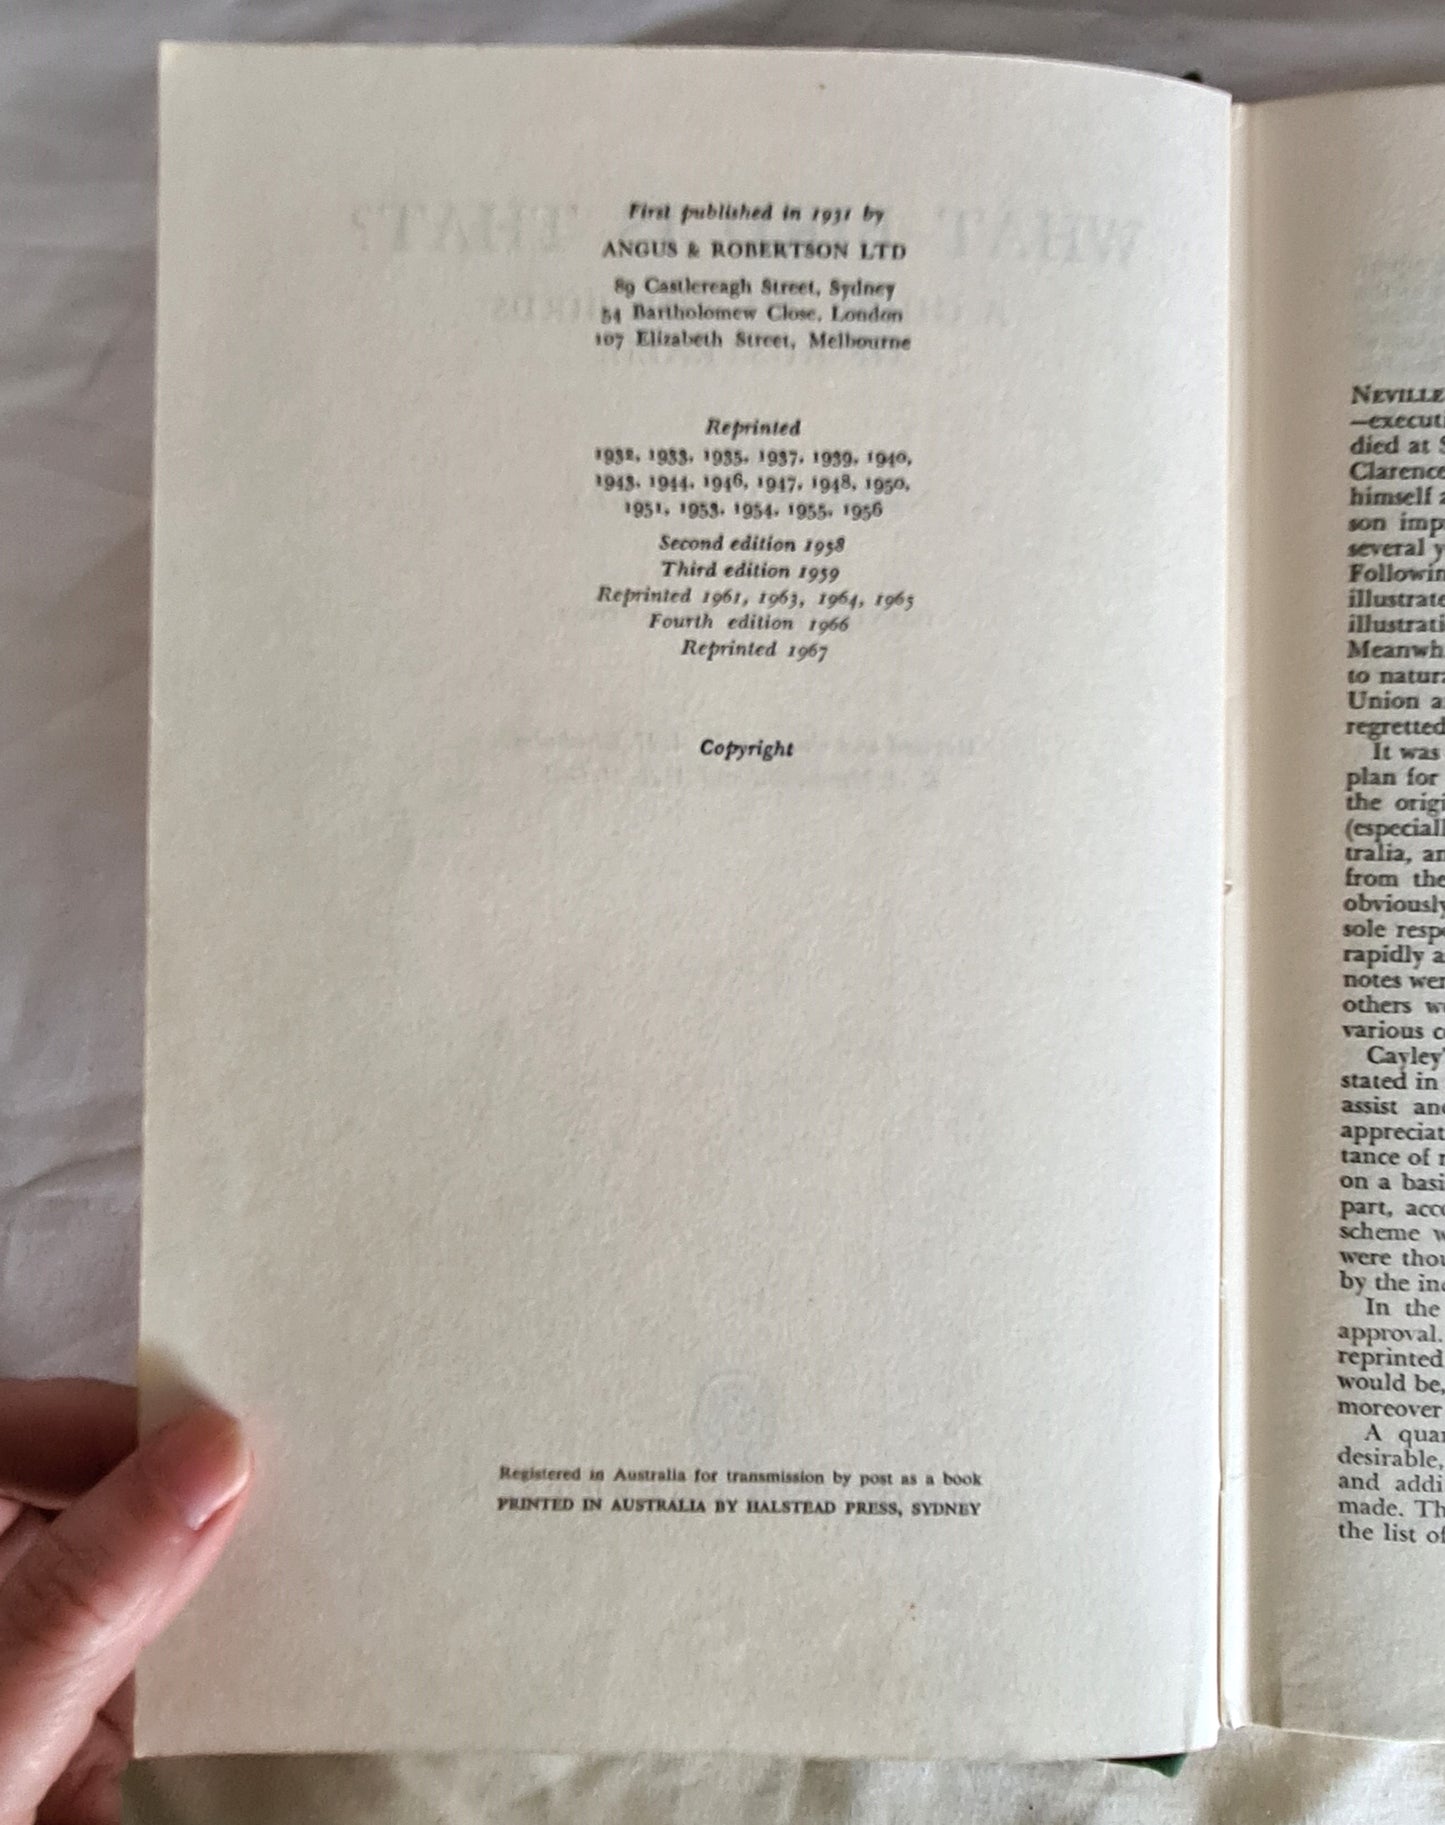 First published in 1931 by
ANGUS & ROBERTSON LTD
89 Castlereagh Street, Sydney
54 Bartholomew Close, London
107 Elizabeth Street, Melbourne
Reprinted
1932, 1933, 1935, 1937, 1939, 1940,
1943, 1944, 1946, 1947, 1948, 1950,
1951, 1953, 1954, 1955, 1956
Second edition 1958
Third edition 1959
Reprinted 1961, 1963, 1964, 1965
Fourth edition 1966
Reprinted 1967
Copyright
Registered in Australia for transmission by post as a book
PRINTED IN AUSTRALIA BY HALSTEAD PRESS, SYDNEY
NEVILLE
—executi
died at S
Clarence
himself a
son imp
several y
Followin
illustrate
illustrati
Meanwh
to natura
Union a
regretted
It was
plan for
the origi
(especiall
tralia, an
from the
obviously
sole resp
rapidly a
notes wer
others w
various c
Cayley'
stated in
assist and
appreciat
tance of
on a basi
part, acco
scheme w
were thou
by the in
In the
approval.
reprinted
would be,
moreover
A quar
desirable,
and addi
made. Th
the list of